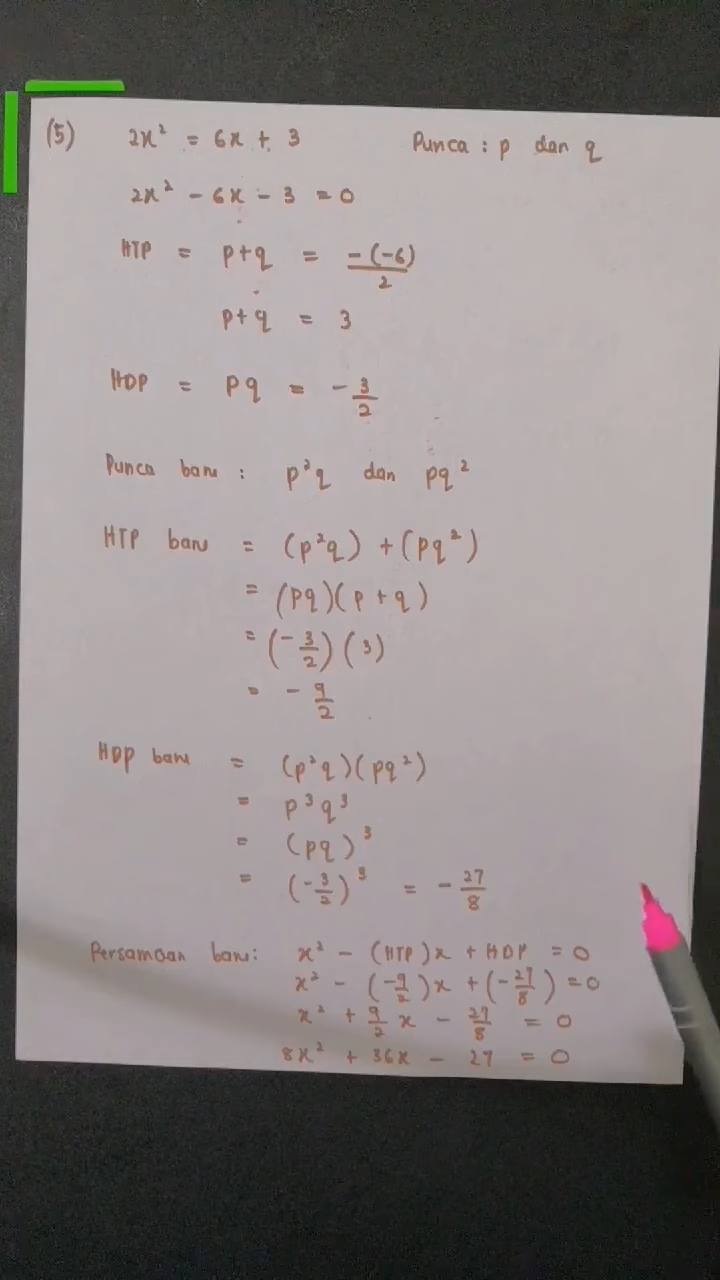 (5) 2x² = 6x + 3 Punca : p dan q
2x² - 6x - 3 = 0
HTP = p+q = -(-6)/2
p+q = 3
HDP = pq = -3/2
Punca baru : p²q dan pq²
HTP baru = (p²q) + (pq²)
= (pq)(p + q)
= (-3/2)(3)
= -9/2
HDP baru = (p²q)(pq²)
= p³q³
= (pq)³
= (-3/2)³ = -27/8
Persamaan baru: x² - (HTP)x + HDP = 0
x² - (-9/2)x + (-27/8) = 0
x² + 9/2 x - 27/8 = 0
8x² + 36x - 27 = 0